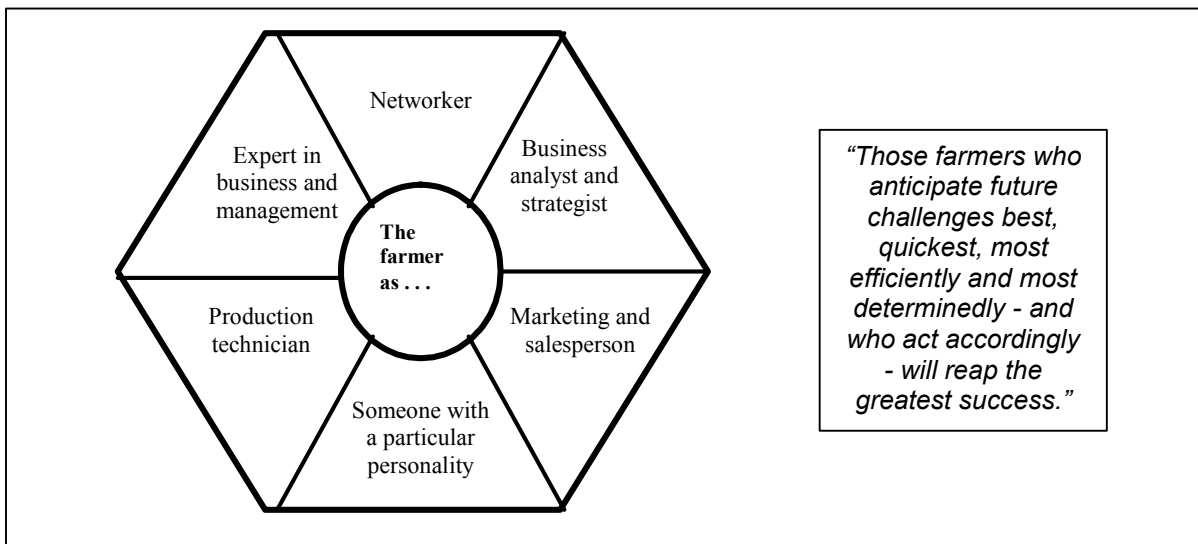 Networker
Expert in
business and
management
Business
analyst and
strategist
The
farmer
as . . .
Production
technician
Marketing and
salesperson
Someone with
a particular
personality
“Those farmers who
anticipate future
challenges best,
quickest, most
efficiently and most
determinedly - and
who act accordingly
- will reap the
greatest success.”